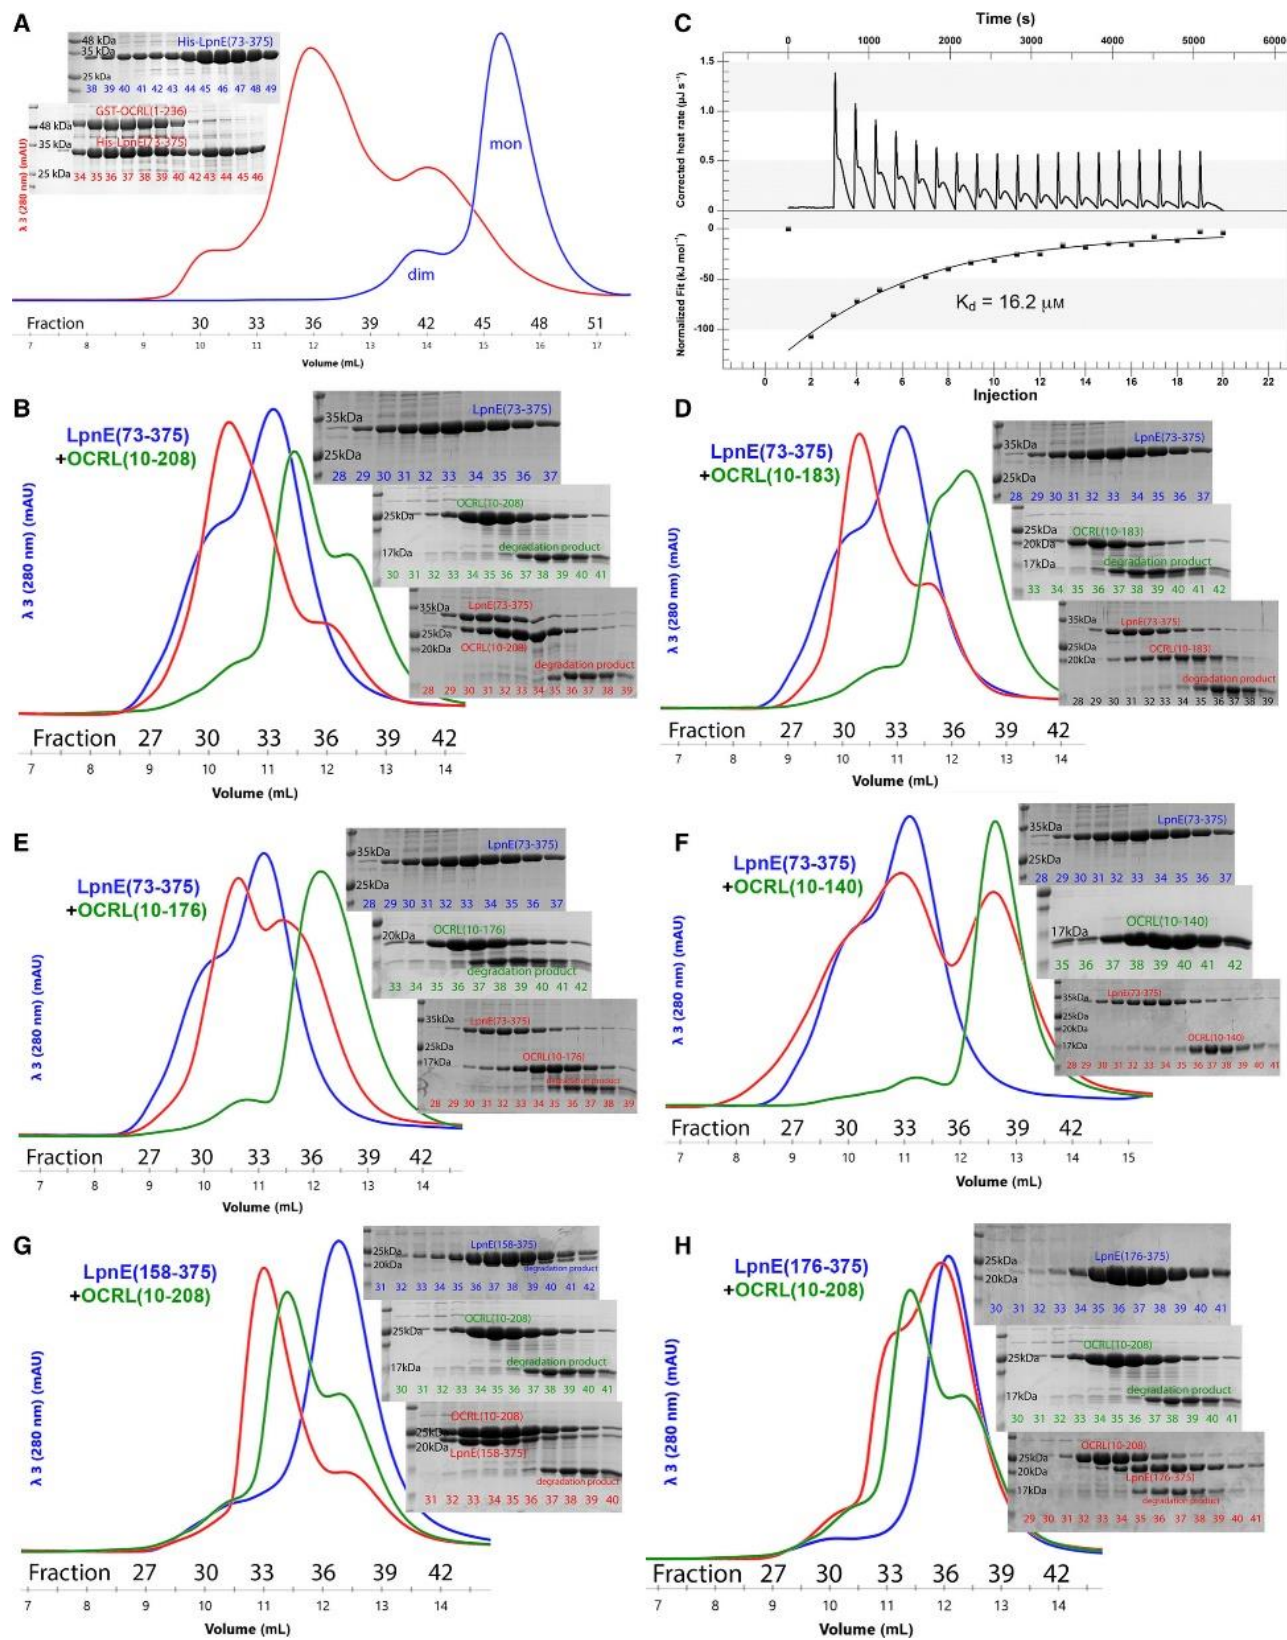 A
48 kDa
His-LpnE(73-375)
35 kDa
25 kDa
38 39 40 41 42 43 44 45 46 47 48 49
GST-OCRL(1-236)
48 kDa
35 kDa
His-LpnE(73-375)
25 kDa
34 35 36 37 38 39 40 42 43 44 45 46
λ 3 (280 nm) (mAU)
mon
dim
Fraction 30 33 36 39 42 45 48 51
7 8 9 10 11 12 13 14 15 16 17
Volume (mL)
C
Time (s)
0 1000 2000 3000 4000 5000 6000
Corrected heat rate (μJ s⁻¹)
1.5
1.0
0.5
0
Normalized Fit (kJ mol⁻¹)
0
-50
-100
Kd = 16.2 μM
0 2 4 6 8 10 12 14 16 18 20 22
Injection
B
LpnE(73-375)
+OCRL(10-208)
λ 3 (280 nm) (mAU)
35kDa
LpnE(73-375)
25kDa
28 29 30 31 32 33 34 35 36 37
OCRL(10-208)
25kDa
degradation product
17kDa
30 31 32 33 34 35 36 37 38 39 40 41
35kDa
LpnE(73-375)
25kDa
20kDa
OCRL(10-208)
degradation product
28 29 30 31 32 33 34 35 36 37 38 39
Fraction 27 30 33 36 39 42
7 8 9 10 11 12 13 14
Volume (mL)
D
LpnE(73-375)
+OCRL(10-183)
λ 3 (280 nm) (mAU)
35kDa
LpnE(73-375)
25kDa
28 29 30 31 32 33 34 35 36 37
25kDa
OCRL(10-183)
20kDa
17kDa
degradation product
33 34 35 36 37 38 39 40 41 42
35kDa
LpnE(73-375)
25kDa
OCRL(10-183)
20kDa
degradation product
28 29 30 31 32 33 34 35 36 37 38 39
Fraction 27 30 33 36 39 42
7 8 9 10 11 12 13 14
Volume (mL)
E
LpnE(73-375)
+OCRL(10-176)
λ 3 (280 nm) (mAU)
35kDa
LpnE(73-375)
25kDa
28 29 30 31 32 33 34 35 36 37
20kDa
OCRL(10-176)
degradation product
33 34 35 36 37 38 39 40 41 42
35kDa
LpnE(73-375)
25kDa
OCRL(10-176)
17kDa
degradation product
28 29 30 31 32 33 34 35 36 37 38 39
Fraction 27 30 33 36 39 42
7 8 9 10 11 12 13 14
Volume (mL)
F
LpnE(73-375)
+OCRL(10-140)
λ 3 (280 nm) (mAU)
35kDa
LpnE(73-375)
25kDa
28 29 30 31 32 33 34 35 36 37
17kDa
OCRL(10-140)
35 36 37 38 39 40 41 42
35kDa
LpnE(73-375)
25kDa
20kDa
17kDa
OCRL(10-140)
28 29 30 31 32 33 34 35 36 37 38 39 40 41
Fraction 27 30 33 36 39 42
7 8 9 10 11 12 13 14 15
Volume (mL)
G
LpnE(158-375)
+OCRL(10-208)
λ 3 (280 nm) (mAU)
25kDa
LpnE(158-375)
20kDa
degradation product
31 32 33 34 35 36 37 38 39 40 41 42
OCRL(10-208)
25kDa
degradation product
17kDa
30 31 32 33 34 35 36 37 38 39 40 41
OCRL(10-208)
25kDa
20kDa
LpnE(158-375)
degradation product
31 32 33 34 35 36 37 38 39 40
Fraction 27 30 33 36 39 42
7 8 9 10 11 12 13 14
Volume (mL)
H
LpnE(176-375)
+OCRL(10-208)
λ 3 (280 nm) (mAU)
25kDa
LpnE(176-375)
20kDa
30 31 32 33 34 35 36 37 38 39 40 41
OCRL(10-208)
25kDa
degradation product
17kDa
30 31 32 33 34 35 36 37 38 39 40 41
OCRL(10-208)
25kDa
20kDa
LpnE(176-375)
17kDa
degradation product
29 30 31 32 33 34 35 36 37 38 39 40 41
Fraction 27 30 33 36 39 42
7 8 9 10 11 12 13 14
Volume (mL)